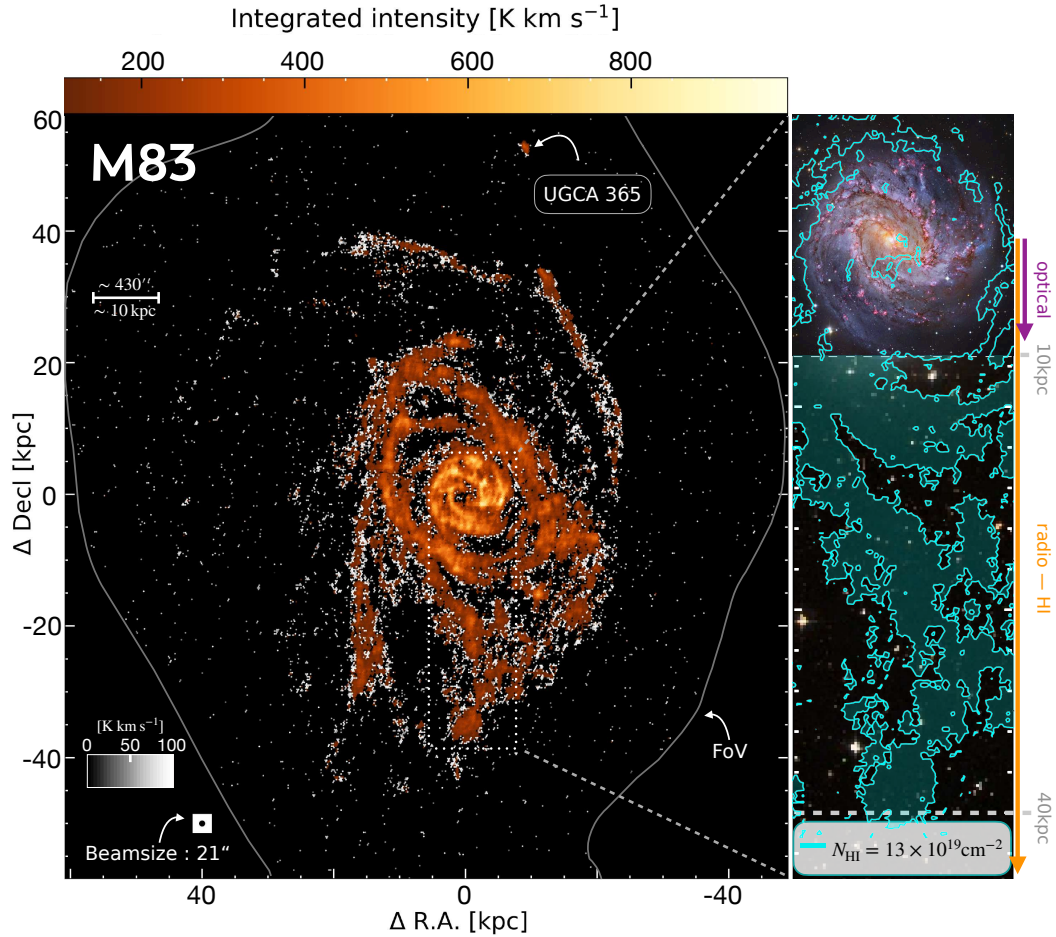 Integrated intensity [K km s⁻¹]
200 400 600 800
M83
UGCA 365
~ 430′′
~ 10 kpc
60
40
20
0
-20
-40
Δ Decl [kpc]
[K km s⁻¹]
0 50 100
Beamsize : 21“
FoV
40 0 -40
Δ R.A. [kpc]
optical
10kpc
radio — HI
40kpc
N_HI = 13 × 10¹⁹cm⁻²